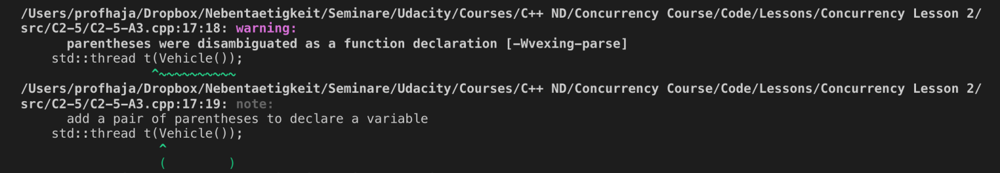 /Users/profhaja/Dropbox/Nebentaetigkeit/Seminare/Udacity/Courses/C++ ND/Concurrency Course/Code/Lessons/Concurrency Lesson 2/
src/C2-5/C2-5-A3.cpp:17:18: warning:
parentheses were disambiguated as a function declaration [-Wvexing-parse]
std::thread t(Vehicle());
^~~~~~~~~~~
/Users/profhaja/Dropbox/Nebentaetigkeit/Seminare/Udacity/Courses/C++ ND/Concurrency Course/Code/Lessons/Concurrency Lesson 2/
src/C2-5/C2-5-A3.cpp:17:19: note:
add a pair of parentheses to declare a variable
std::thread t(Vehicle());
^
(        )